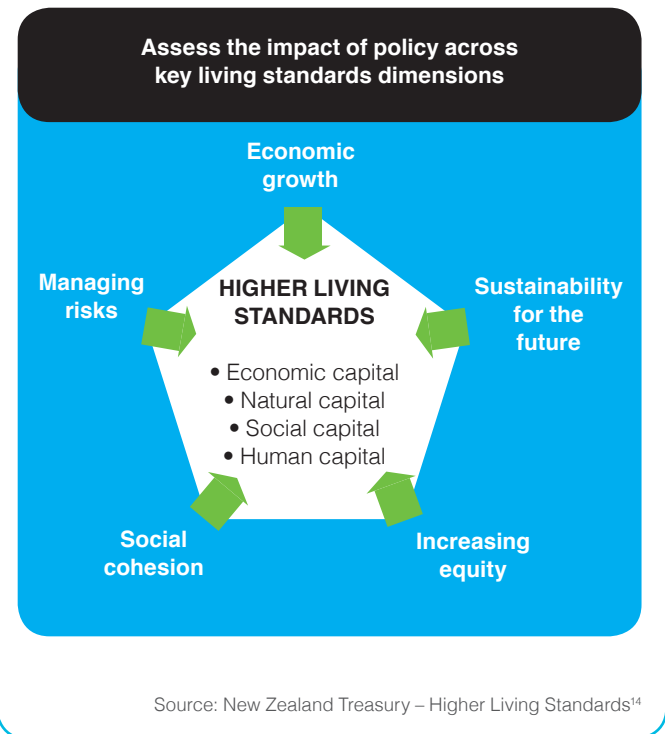 Assess the impact of policy across
key living standards dimensions
Economic
growth
Managing
risks
HIGHER LIVING
STANDARDS
Sustainability
for the
future
• Economic capital
• Natural capital
• Social capital
• Human capital
Social
cohesion
Increasing
equity
Source: New Zealand Treasury – Higher Living Standards¹⁴